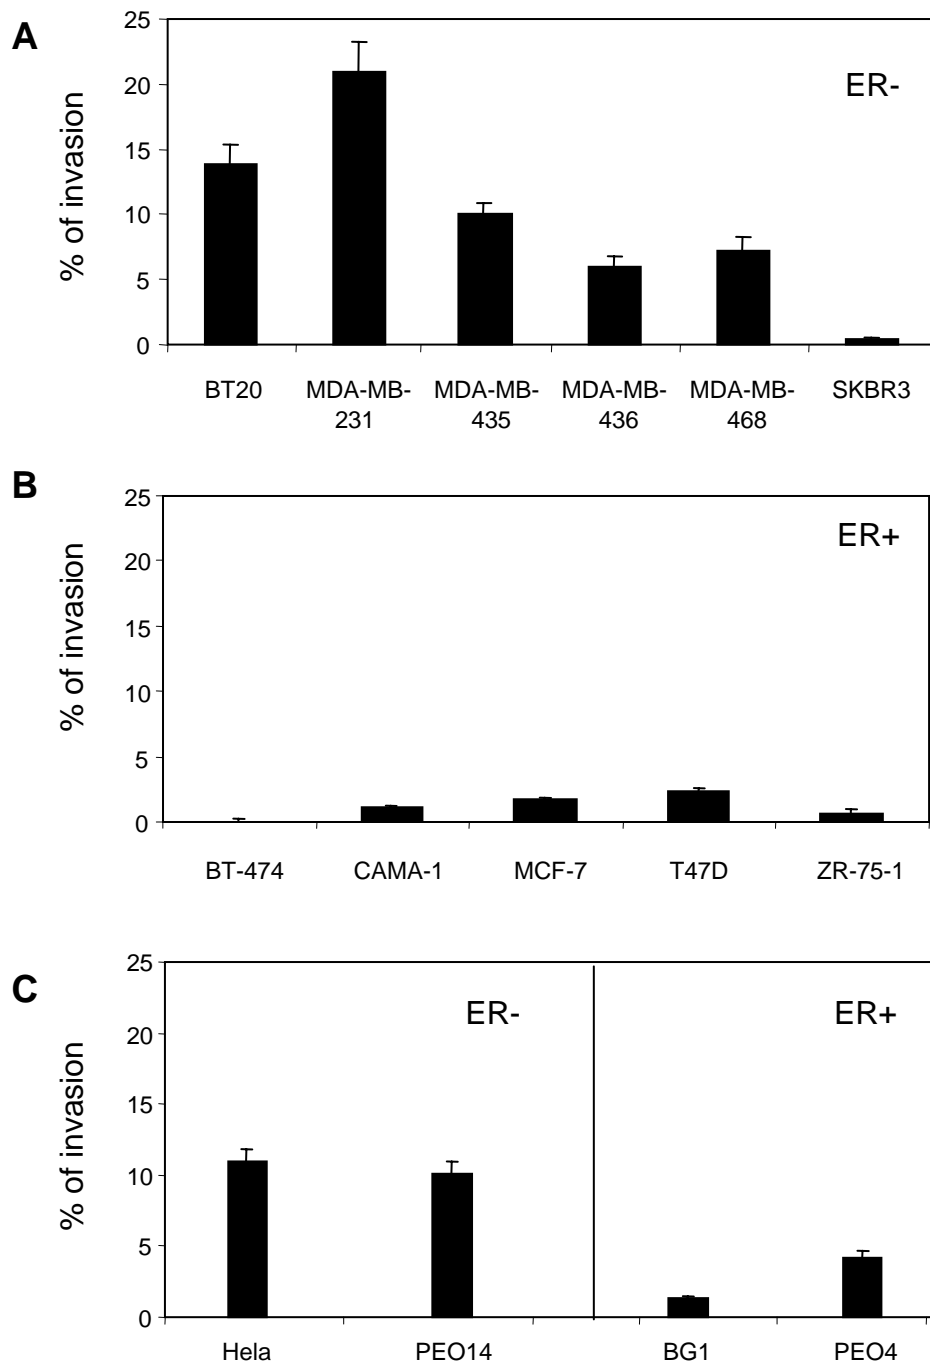 A
% of invasion
25
20
15
10
5
0
ER-
BT20 MDA-MB- MDA-MB- MDA-MB- MDA-MB- SKBR3
231 435 436 468
B
% of invasion
25
20
15
10
5
0
ER+
BT-474 CAMA-1 MCF-7 T47D ZR-75-1
C
% of invasion
25
20
15
10
5
0
ER- ER+
Hela PEO14 BG1 PEO4